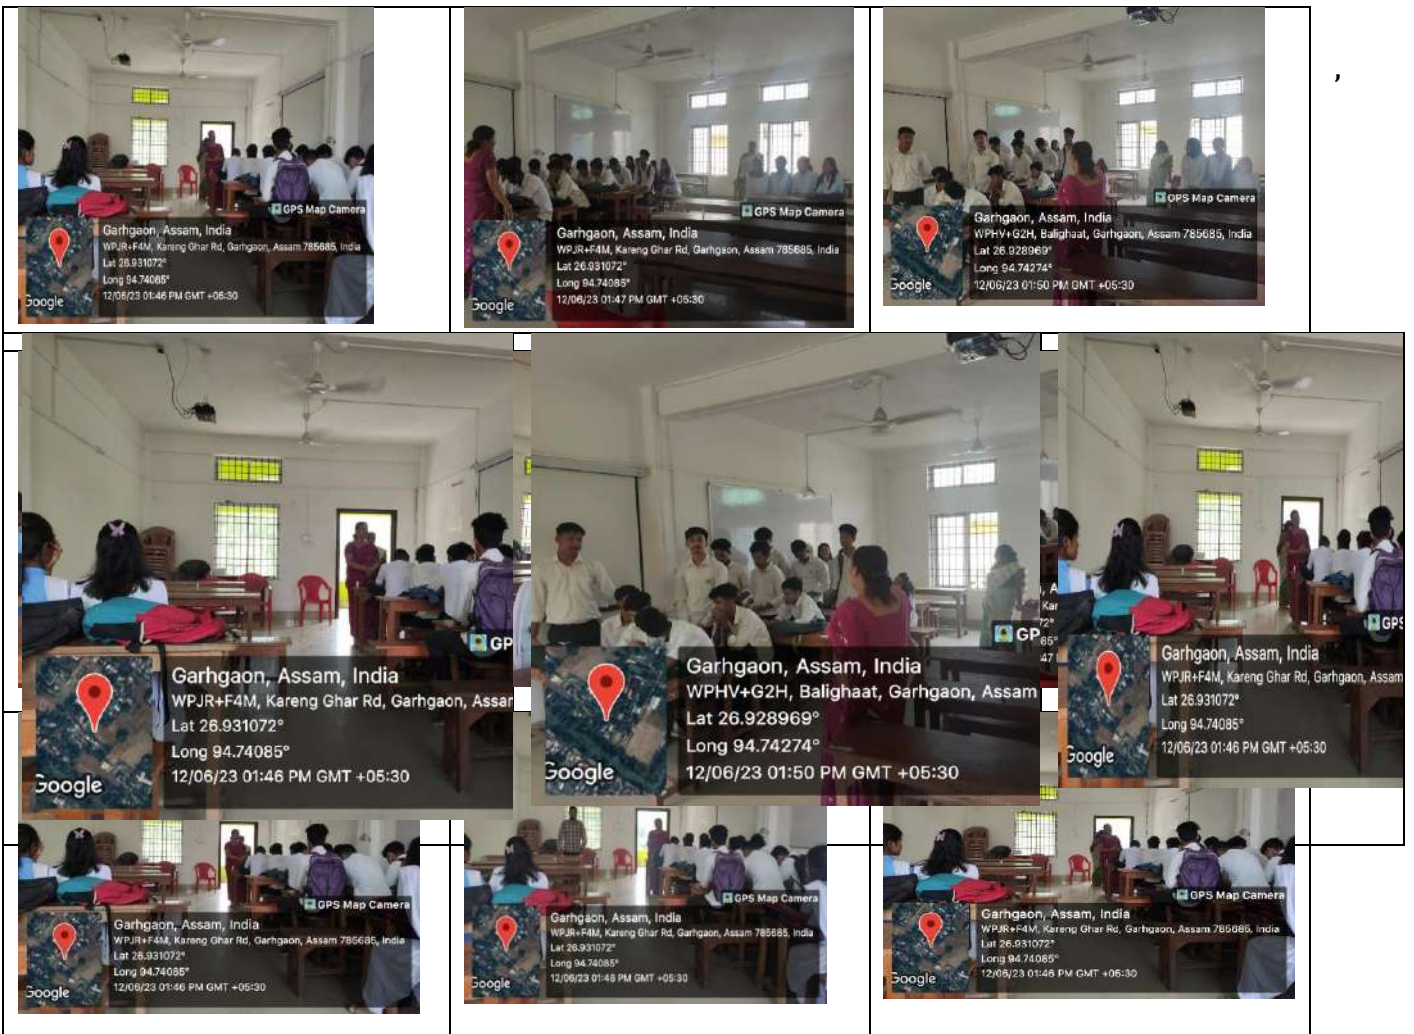 ,
GPS Map Camera
Garhgaon, Assam, India
WPJR+F4M, Kareng Ghar Rd, Garhgaon, Assam 785685, India
Lat 26.931072°
Long 94.74085°
12/06/23 01:46 PM GMT +05:30
Google
GPS Map Camera
Garhgaon, Assam, India
WPJR+F4M, Kareng Ghar Rd, Garhgaon, Assam 785685, India
Lat 26.931072°
Long 94.74085°
12/06/23 01:47 PM GMT +05:30
Google
GPS Map Camera
Garhgaon, Assam, India
WPHV+G2H, Balighaat, Garhgaon, Assam 785685, India
Lat 26.928969°
Long 94.74274°
12/06/23 01:50 PM GMT +05:30
Google
GPS
Garhgaon, Assam, India
WPJR+F4M, Kareng Ghar Rd, Garhgaon, Assar
Lat 26.931072°
Long 94.74085°
12/06/23 01:46 PM GMT +05:30
Google
GP
Garhgaon, Assam, India
WPHV+G2H, Balighaat, Garhgaon, Assam
Lat 26.928969°
Long 94.74274°
12/06/23 01:50 PM GMT +05:30
Google
GPS
Garhgaon, Assam, India
WPJR+F4M, Kareng Ghar Rd, Garhgaon, Assam
Lat 26.931072°
Long 94.74085°
12/06/23 01:46 PM GMT +05:30
Google
GPS Map Camera
Garhgaon, Assam, India
WPJR+F4M, Kareng Ghar Rd, Garhgaon, Assam 785685, India
Lat 26.931072°
Long 94.74085°
12/06/23 01:46 PM GMT +05:30
Google
GPS Map Camera
Garhgaon, Assam, India
WPJR+F4M, Kareng Ghar Rd, Garhgaon, Assam 785685, India
Lat 26.931072°
Long 94.74085°
12/06/23 PM GMT +05:30
Google
GPS Map Camera
Garhgaon, Assam, India
WPJR+F4M, Kareng Ghar Rd, Garhgaon, Assam 785685, India
Lat 26.931072°
Long 94.74085°
12/06/23 01:46 PM GMT +05:30
Google